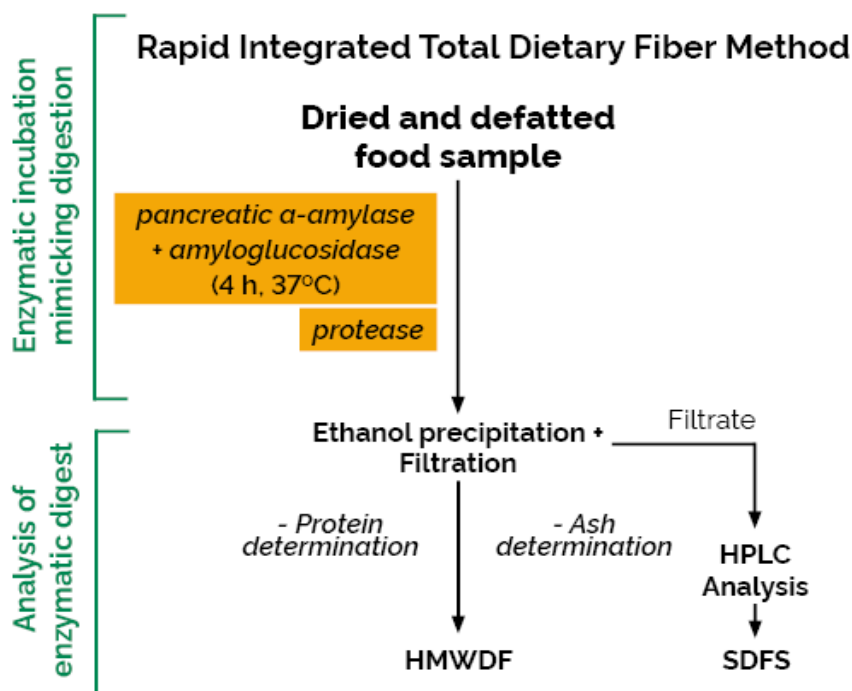 Rapid Integrated Total Dietary Fiber Method
Enzymatic incubation
mimicking digestion
Dried and defatted
food sample
pancreatic a-amylase
+ amyloglucosidase
(4 h, 37ºC)
protease
Analysis of
enzymatic digest
Ethanol precipitation +
Filtration
Filtrate
- Protein
determination
- Ash
determination
HPLC
Analysis
HMWDF
SDFS